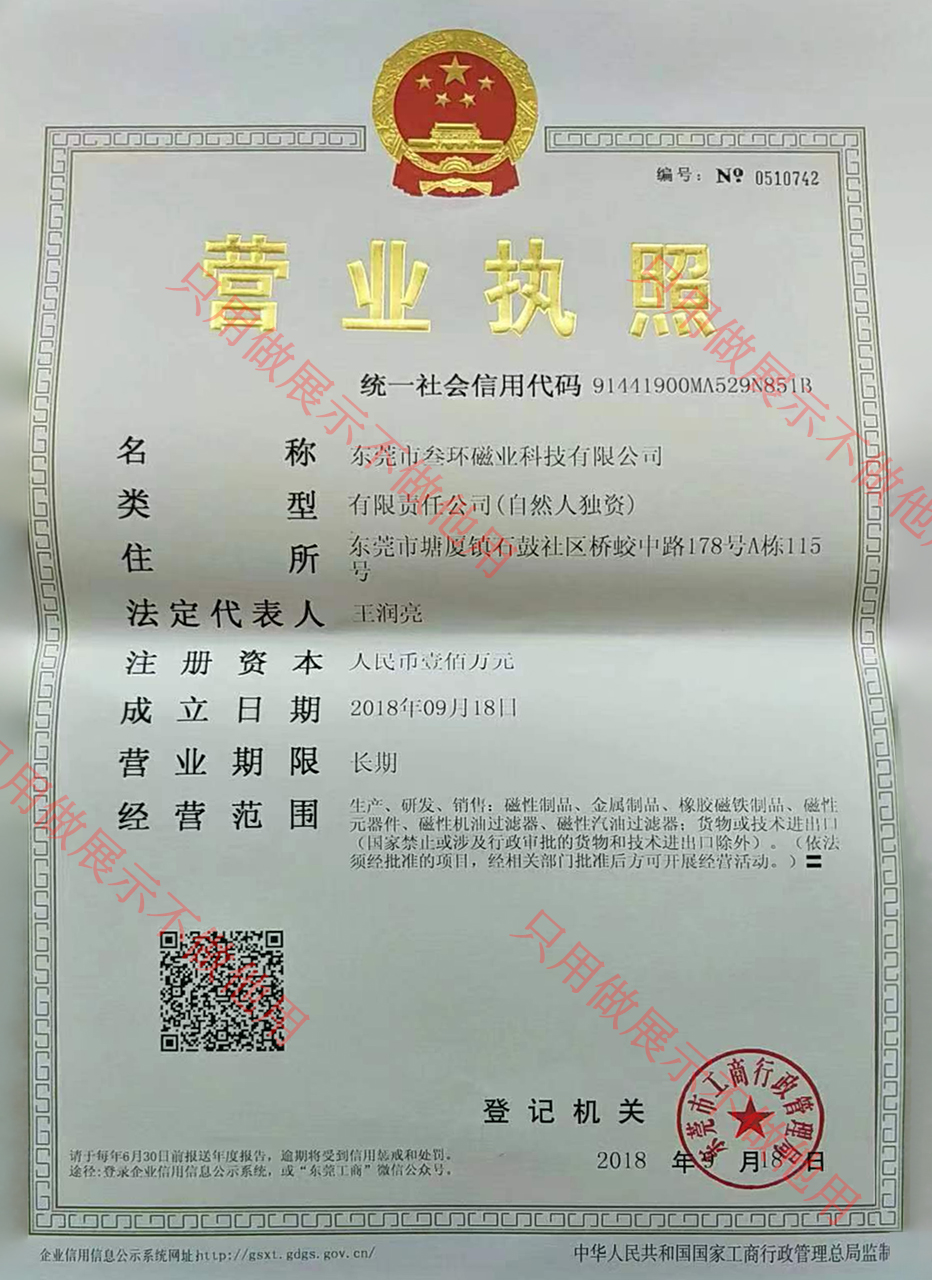 编号： № 0510742
营业执照
统一社会信用代码 91441900MA529N851B
名称 东莞市叁环磁业科技有限公司
类型 有限责任公司(自然人独资)
住所 东莞市塘厦镇石鼓社区桥蛟中路178号A栋115
号
法定代表人 王润亮
注册资本 人民币壹佰万元
成立日期 2018年09月18日
营业期限 长期
经营范围 生产、研发、销售：磁性制品、金属制品、橡胶磁铁制品、磁性
元器件、磁性机油过滤器、磁性汽油过滤器；货物或技术进出口
（国家禁止或涉及行政审批的货物和技术进出口除外）。（依法
须经批准的项目，经相关部门批准后方可开展经营活动。）〓
只用做展示不做他用
只用做展示不做他用
只用做展示不做他用
只用做展示不做他用
登记机关
东莞市工商行政管理局
2018 年 9 月 18 日
请于每年6月30日前报送年度报告，逾期将受到信用惩戒和处罚。
途径:登录企业信用信息公示系统，或“东莞工商”微信公众号。
企业信用信息公示系统网址:http://gsxt.gdgs.gov.cn/
中华人民共和国国家工商行政管理总局监制